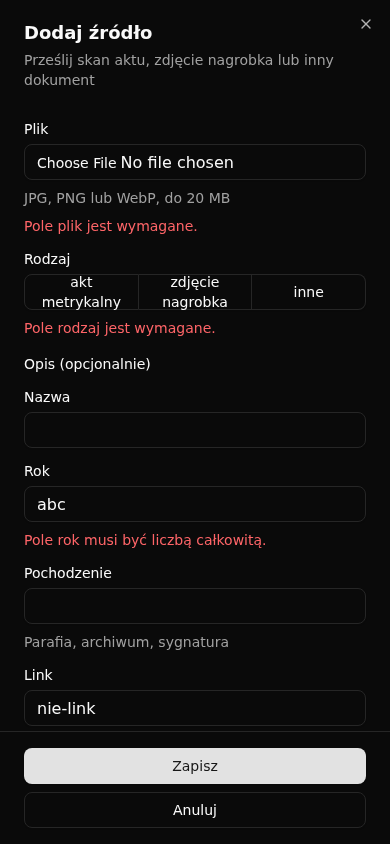 Dodaj źródło
Prześlij skan aktu, zdjęcie nagrobka lub inny
dokument
Plik
Choose File No file chosen
JPG, PNG lub WebP, do 20 MB
Pole plik jest wymagane.
Rodzaj
akt
metrykalny
zdjęcie
nagrobka
inne
Pole rodzaj jest wymagane.
Opis (opcjonalnie)
Nazwa
Rok
abc
Pole rok musi być liczbą całkowitą.
Pochodzenie
Parafia, archiwum, sygnatura
Link
nie-link
Zapisz
Anuluj